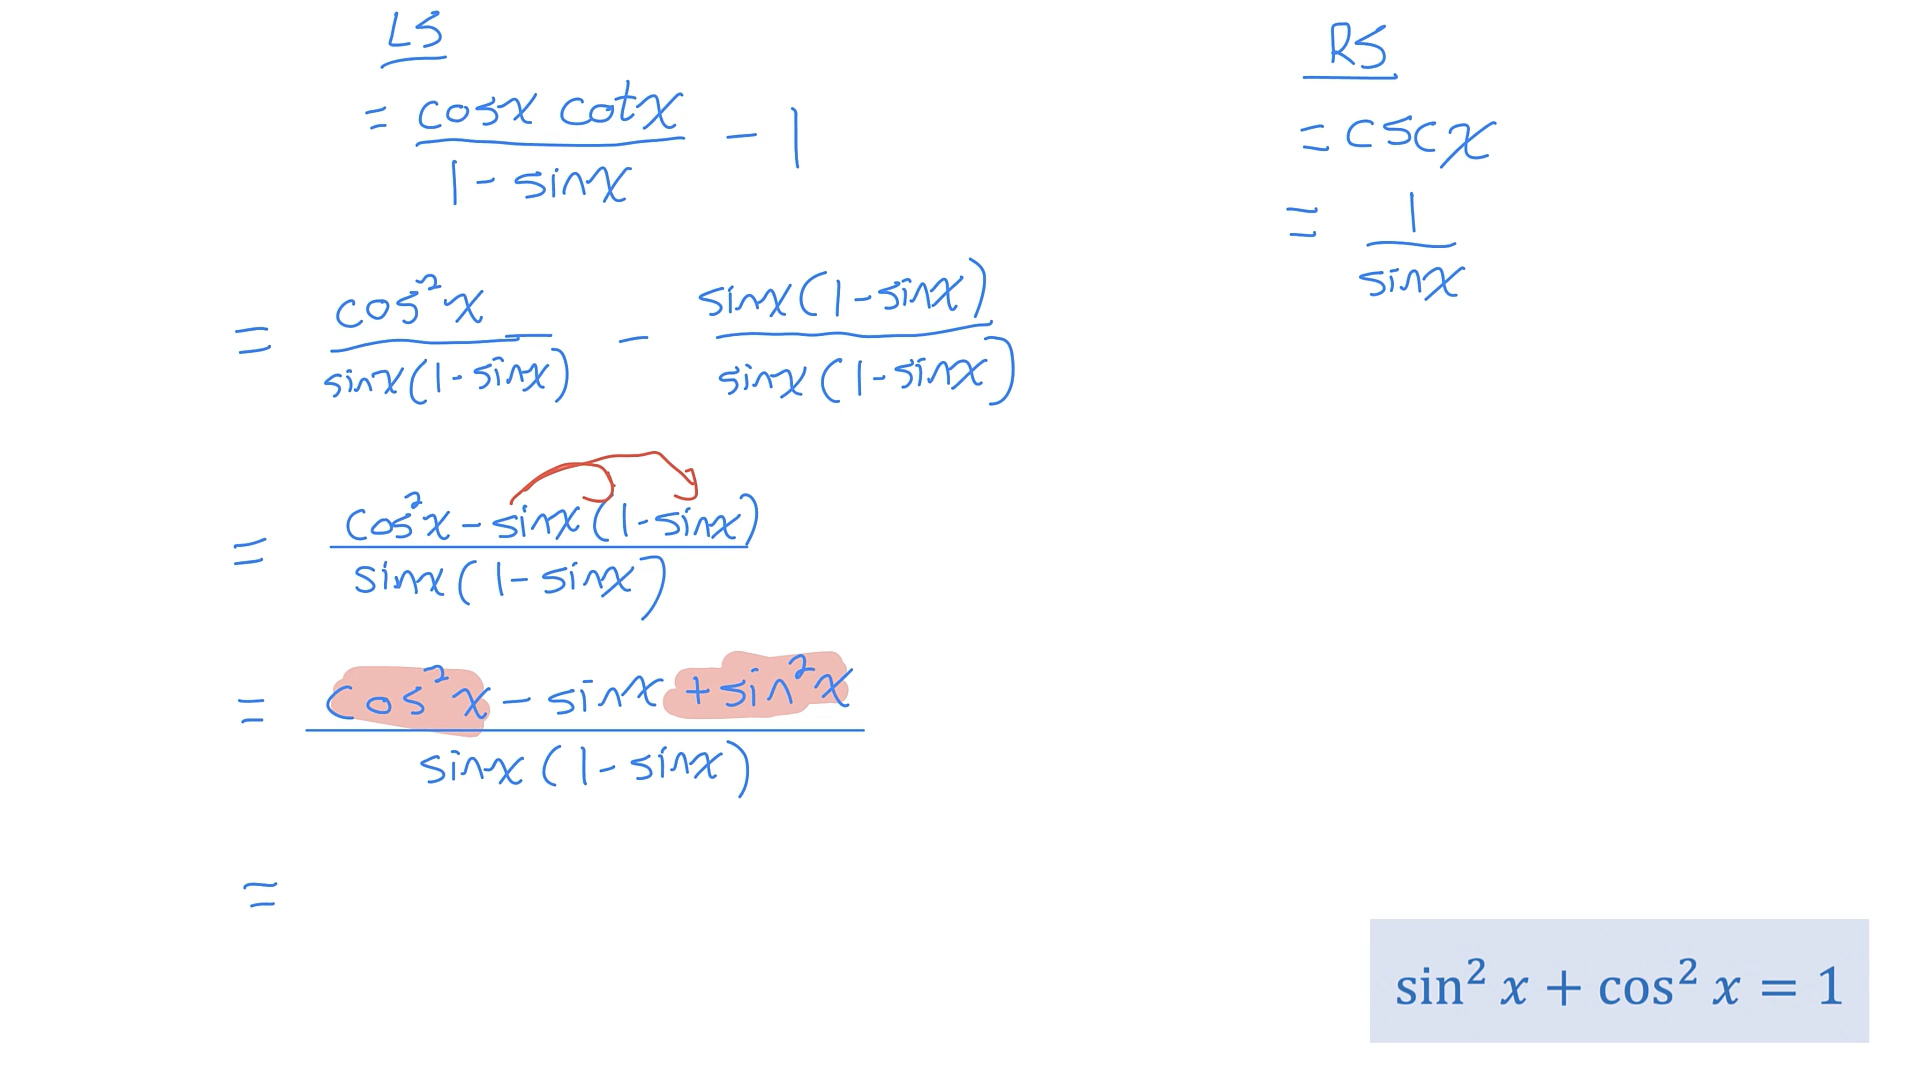 LS
= cosx cotx / 1 - sinx - 1
= cos²x / sinx(1-sinx) - sinx(1-sinx) / sinx(1-sinx)
= cos²x - sinx(1-sinx) / sinx(1-sinx)
= cos²x - sinx + sin²x / sinx(1-sinx)
=
RS
= cscx
= 1 / sinx
sin² x + cos² x = 1